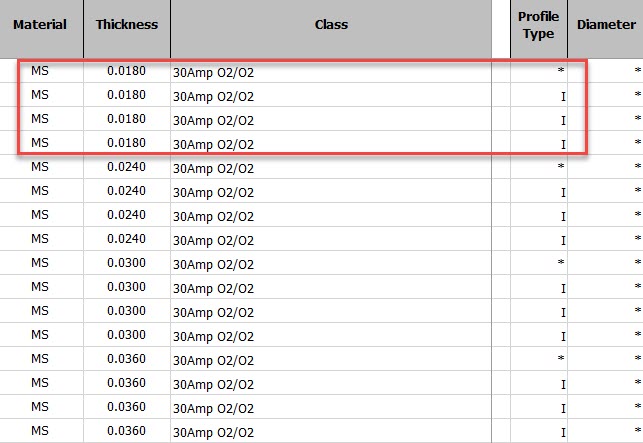 Material Thickness Class Profile Type Diameter
MS 0.0180 30Amp O2/O2 * *
MS 0.0180 30Amp O2/O2 I *
MS 0.0180 30Amp O2/O2 I *
MS 0.0180 30Amp O2/O2 I *
MS 0.0240 30Amp O2/O2 * *
MS 0.0240 30Amp O2/O2 I *
MS 0.0240 30Amp O2/O2 I *
MS 0.0240 30Amp O2/O2 I *
MS 0.0300 30Amp O2/O2 * *
MS 0.0300 30Amp O2/O2 I *
MS 0.0300 30Amp O2/O2 I *
MS 0.0300 30Amp O2/O2 I *
MS 0.0360 30Amp O2/O2 * *
MS 0.0360 30Amp O2/O2 I *
MS 0.0360 30Amp O2/O2 I *
MS 0.0360 30Amp O2/O2 I *